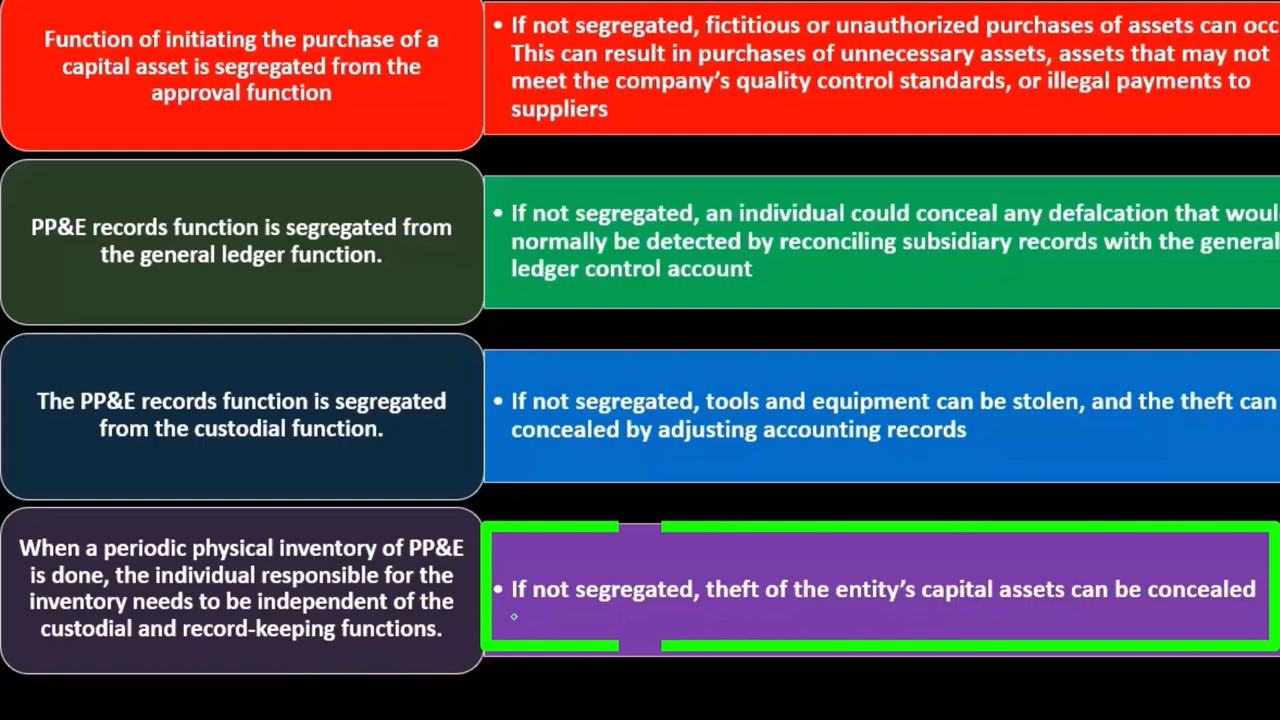 Function of initiating the purchase of a
capital asset is segregated from the
approval function
• If not segregated, fictitious or unauthorized purchases of assets can occ
This can result in purchases of unnecessary assets, assets that may not
meet the company’s quality control standards, or illegal payments to
suppliers
PP&E records function is segregated from
the general ledger function.
• If not segregated, an individual could conceal any defalcation that woul
normally be detected by reconciling subsidiary records with the general
ledger control account
The PP&E records function is segregated
from the custodial function.
• If not segregated, tools and equipment can be stolen, and the theft can
concealed by adjusting accounting records
When a periodic physical inventory of PP&E
is done, the individual responsible for the
inventory needs to be independent of the
custodial and record-keeping functions.
• If not segregated, theft of the entity’s capital assets can be concealed